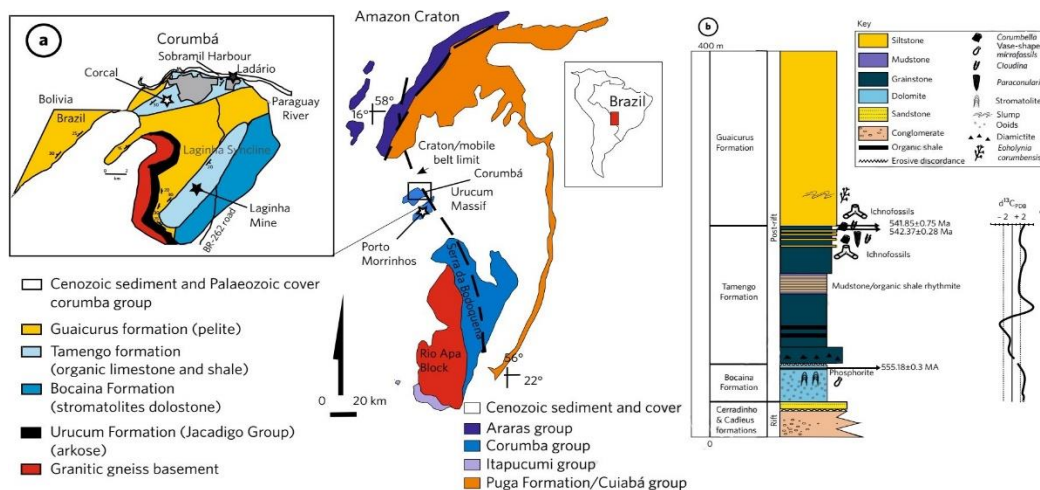 a
Corumbá
Sobramil Harbour
Ladário
Corcal
Bolivia
Brazil
Paraguay
River
Laginha Syncline
Laginha
Mine
BR-262 road
Cenozoic sediment and Palaeozoic cover
corumba group
Guaicurus formation (pelite)
Tamengo formation
(organic limestone and shale)
Bocaina Formation
(stromatolites dolostone)
Urucum Formation (Jacadigo Group)
(arkose)
Granitic gneiss basement
Amazon Craton
58°
16°
Craton/mobile
belt limit
Corumbá
Urucum
Massif
Porto
Morrinhos
Serra da Bodoquena
Rio Apa
Block
56°
22°
0 20 km
Brazil
Cenozoic sediment and cover
Araras group
Corumba group
Itapucumi group
Puga Formation/Cuiabá group
b
400 m
Guaicurus
Formation
Tamengo
Formation
Bocaina
Formation
Cerradinho
& Cadieus
formations
0
Post-rift
Rift
Key
Siltstone
Mudstone
Grainstone
Dolomite
Sandstone
Conglomerate
Organic shale
Erosive discordance
Corumbella
Vase-shape
mirrofassils
Cloudina
Paraconularia
Stromatolite
Slump
Ooids
Diamictite
Eoholynia
corumbensis
Ichnofossils
541.85±0.75 Ma
542.37±0.28 Ma
Ichnofossils
Mudstone/organic shale rhythmite
555.18±0.3 MA
Phosphorite
d¹³C PDB
– 2 + 2